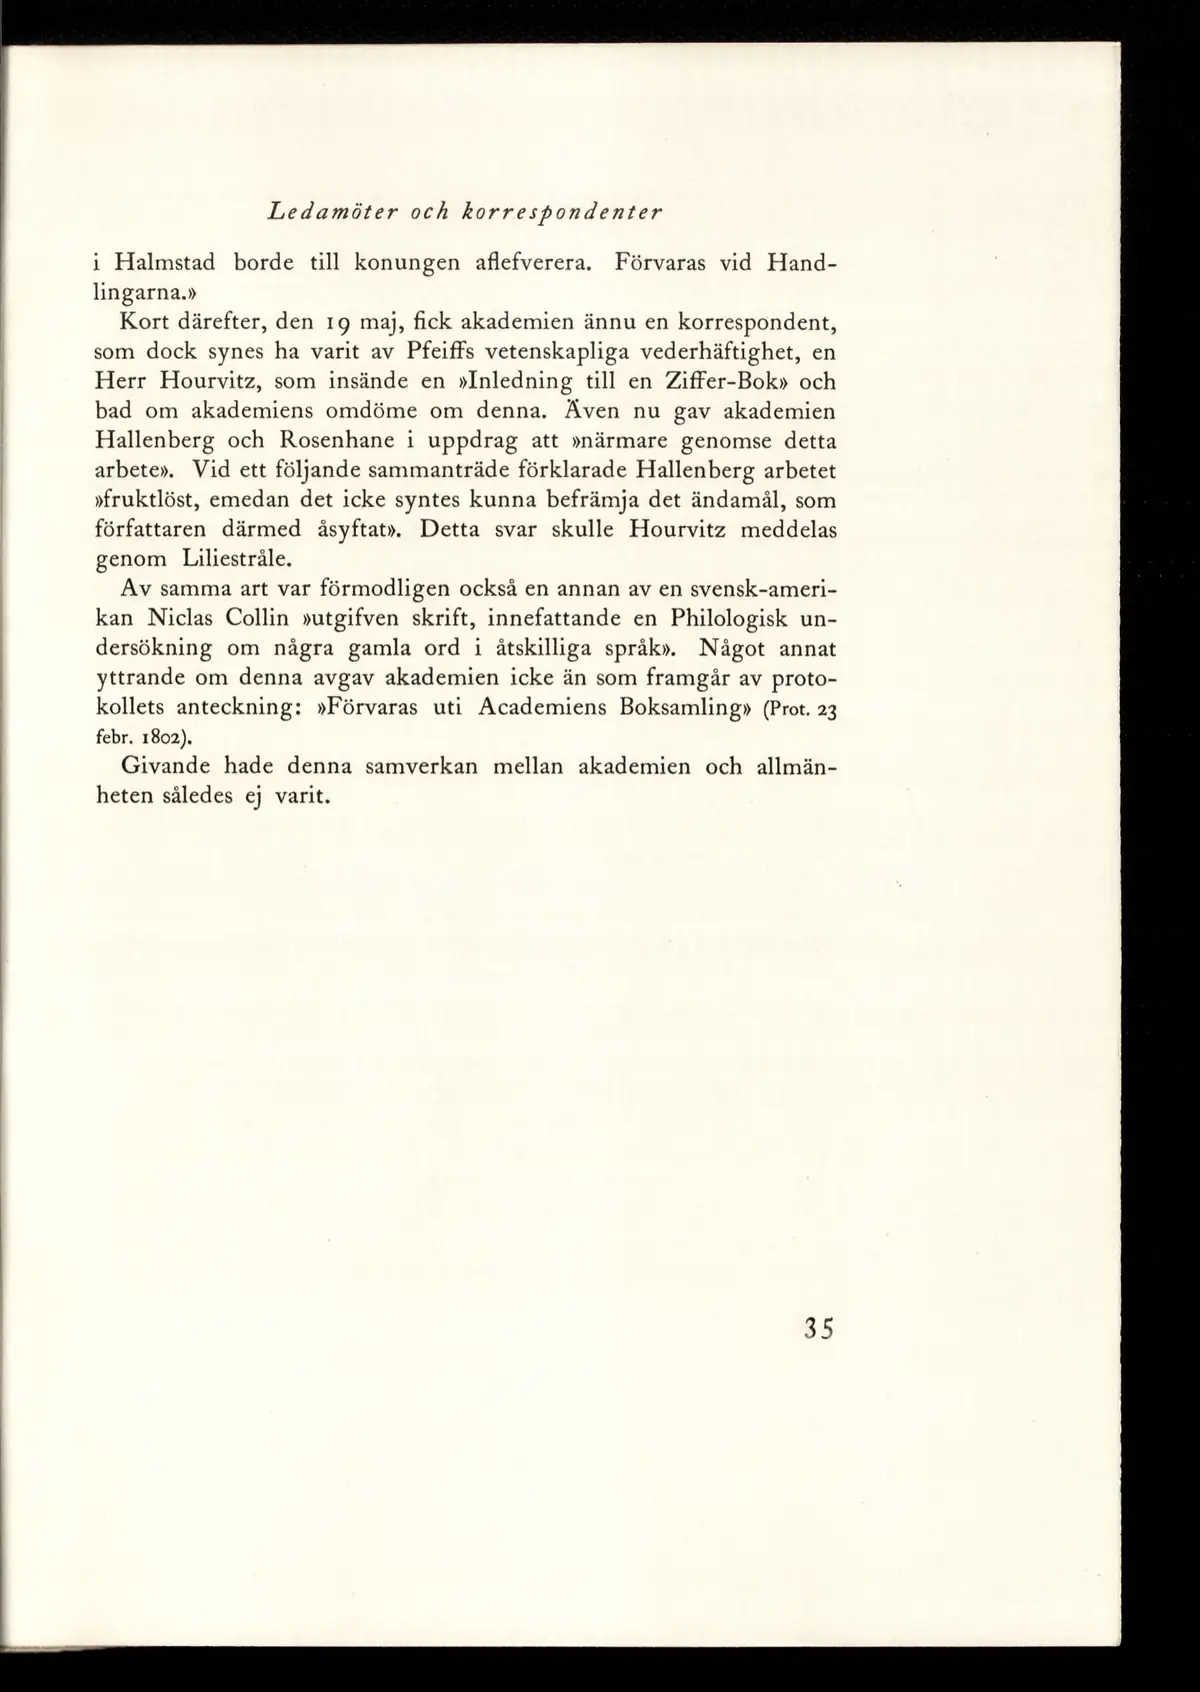 Ledamöter och korrespondenter
i Halmstad borde till konungen aflefverera. Förvaras vid Hand-
lingarna.»
Kort därefter, den 19 maj, fick akademien ännu en korrespondent,
som dock synes ha varit av Pfeiffs vetenskapliga vederhäftighet, en
Herr Hourvitz, som insände en »Inledning till en Ziffer-Bok» och
bad om akademiens omdöme om denna. Även nu gav akademien
Hallenberg och Rosenhane i uppdrag att »närmare genomse detta
arbete». Vid ett följande sammanträde förklarade Hallenberg arbetet
»fruktlöst, emedan det icke syntes kunna befrämja det ändamål, som
författaren därmed åsyftat». Detta svar skulle Hourvitz meddelas
genom Liliestråle.
Av samma art var förmodligen också en annan av en svensk-ameri-
kan Niclas Collin »utgifven skrift, innefattande en Philologisk un-
dersökning om några gamla ord i åtskilliga språk». Något annat
yttrande om denna avgav akademien icke än som framgår av proto-
kollets anteckning: »Förvaras uti Academiens Boksamling» (Prot. 23
febr. 1802).
Givande hade denna samverkan mellan akademien och allmän-
heten således ej varit.
35